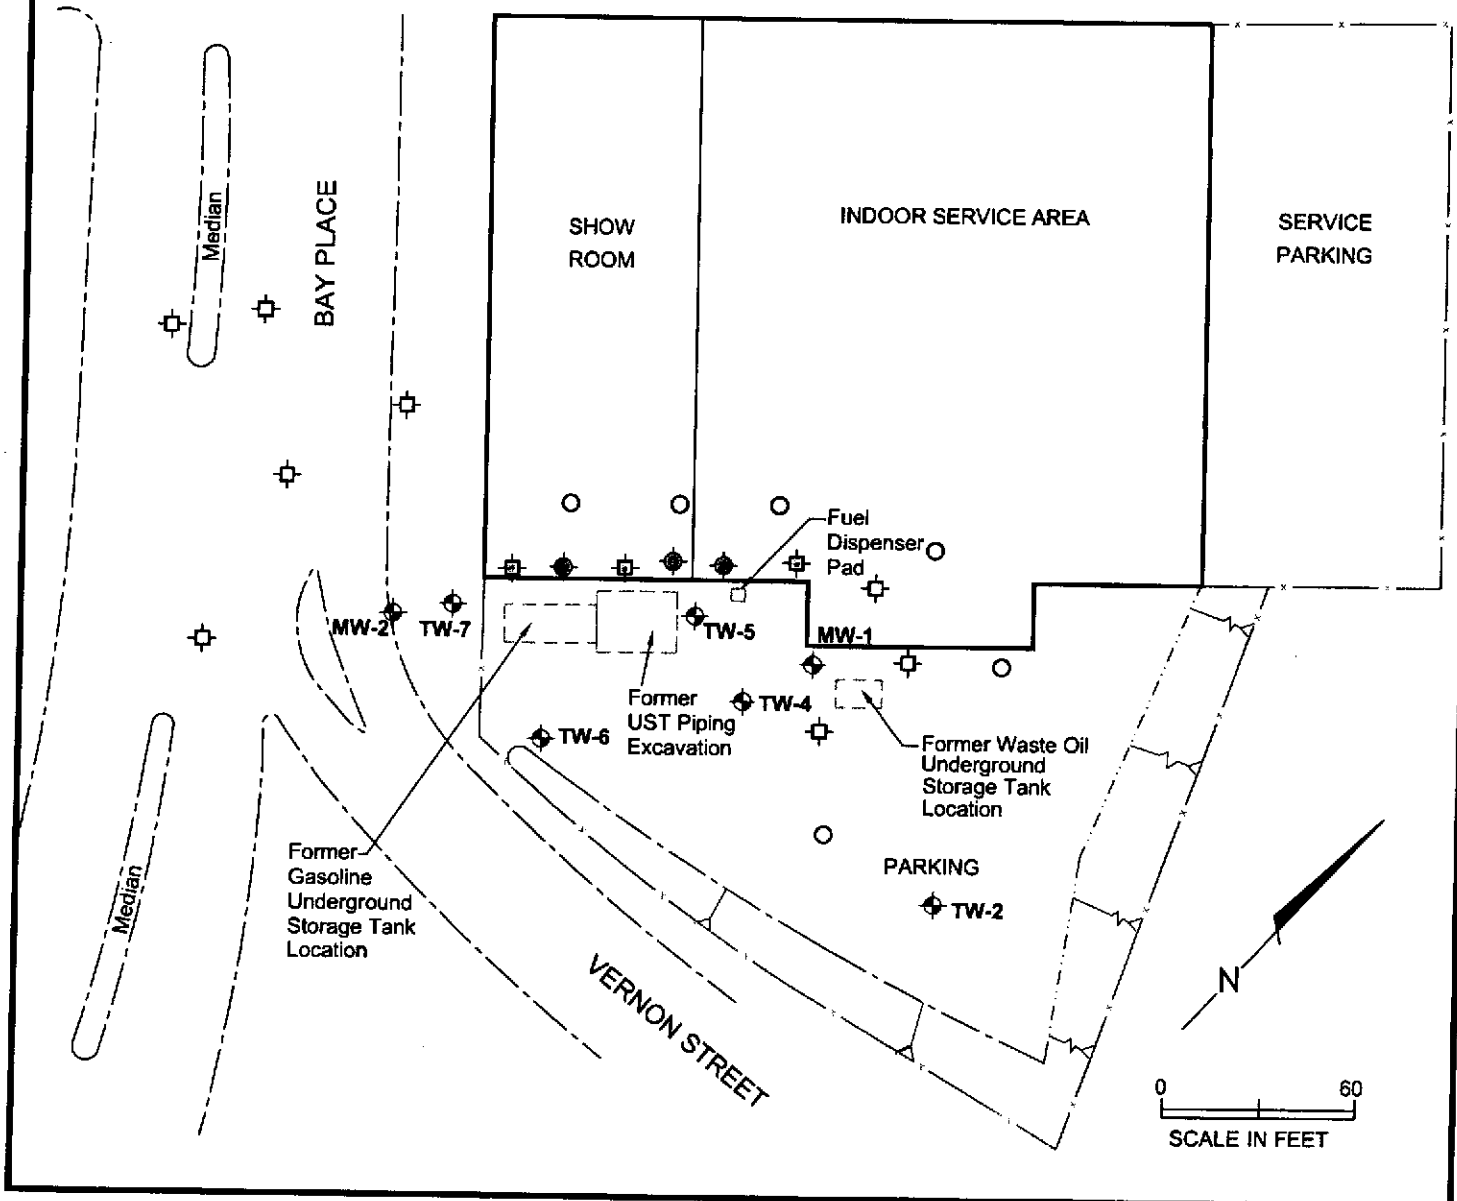 Median
BAY PLACE
SHOW
ROOM
INDOOR SERVICE AREA
SERVICE
PARKING
Fuel
Dispenser
Pad
MW-2
TW-7
TW-5
MW-1
TW-4
TW-6
Former
UST Piping
Excavation
Former Waste Oil
Underground
Storage Tank
Location
Former
Gasoline
Underground
Storage Tank
Location
Median
PARKING
TW-2
VERNON STREET
N
0 60
SCALE IN FEET